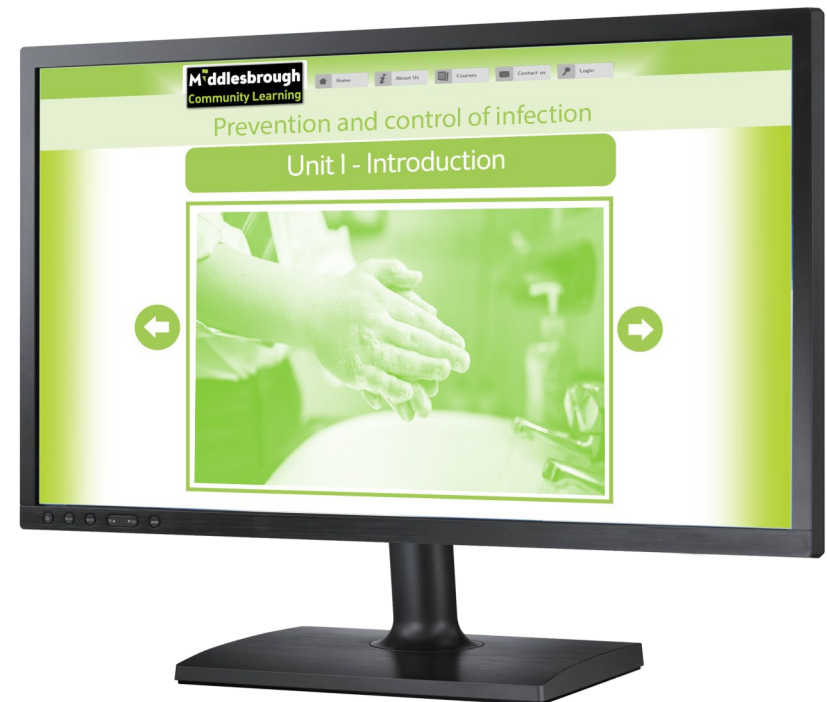 Middlesbrough
Community Learning
Home
About Us
Courses
Contact us
Login
Prevention and control of infection
Unit I - Introduction